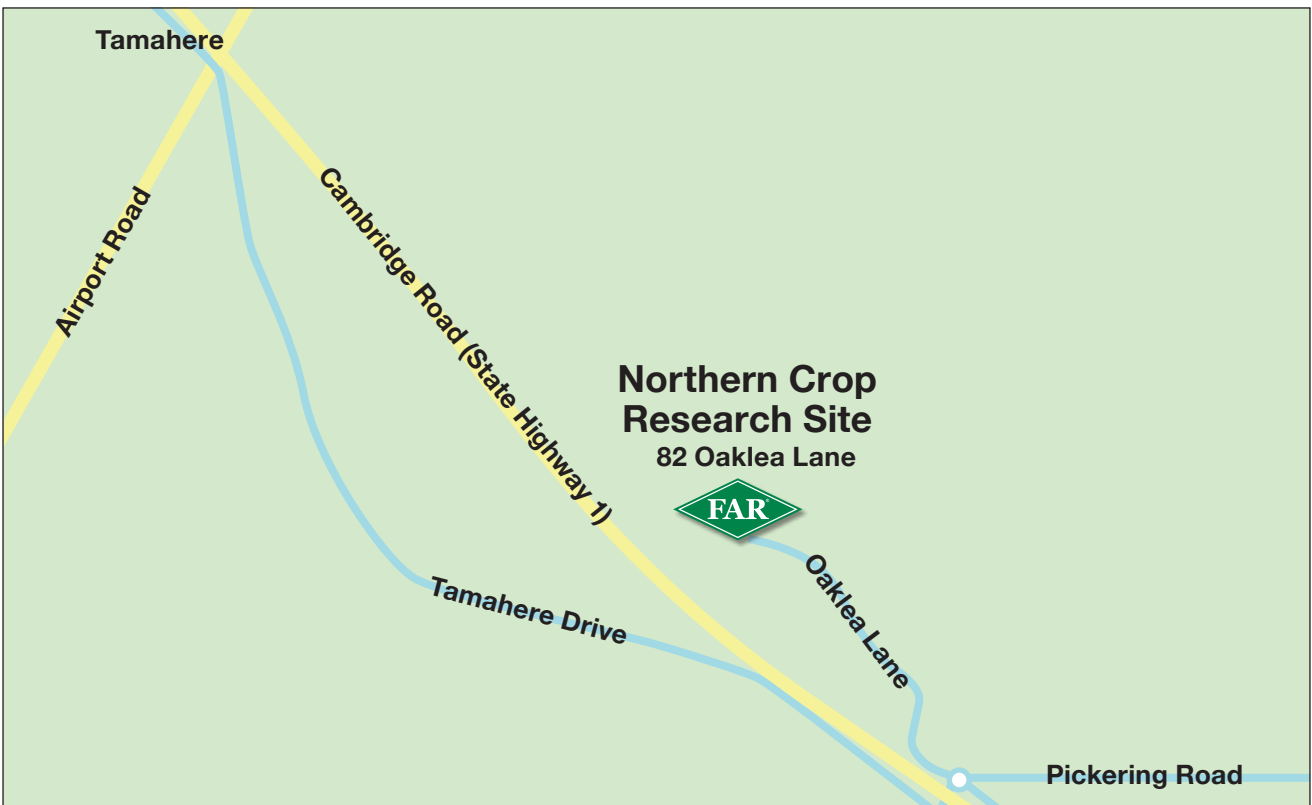 Tamahere
Airport Road
Cambridge Road (State Highway 1)
Northern Crop
Research Site
82 Oaklea Lane
FAR
Oaklea Lane
Tamahere Drive
Pickering Road